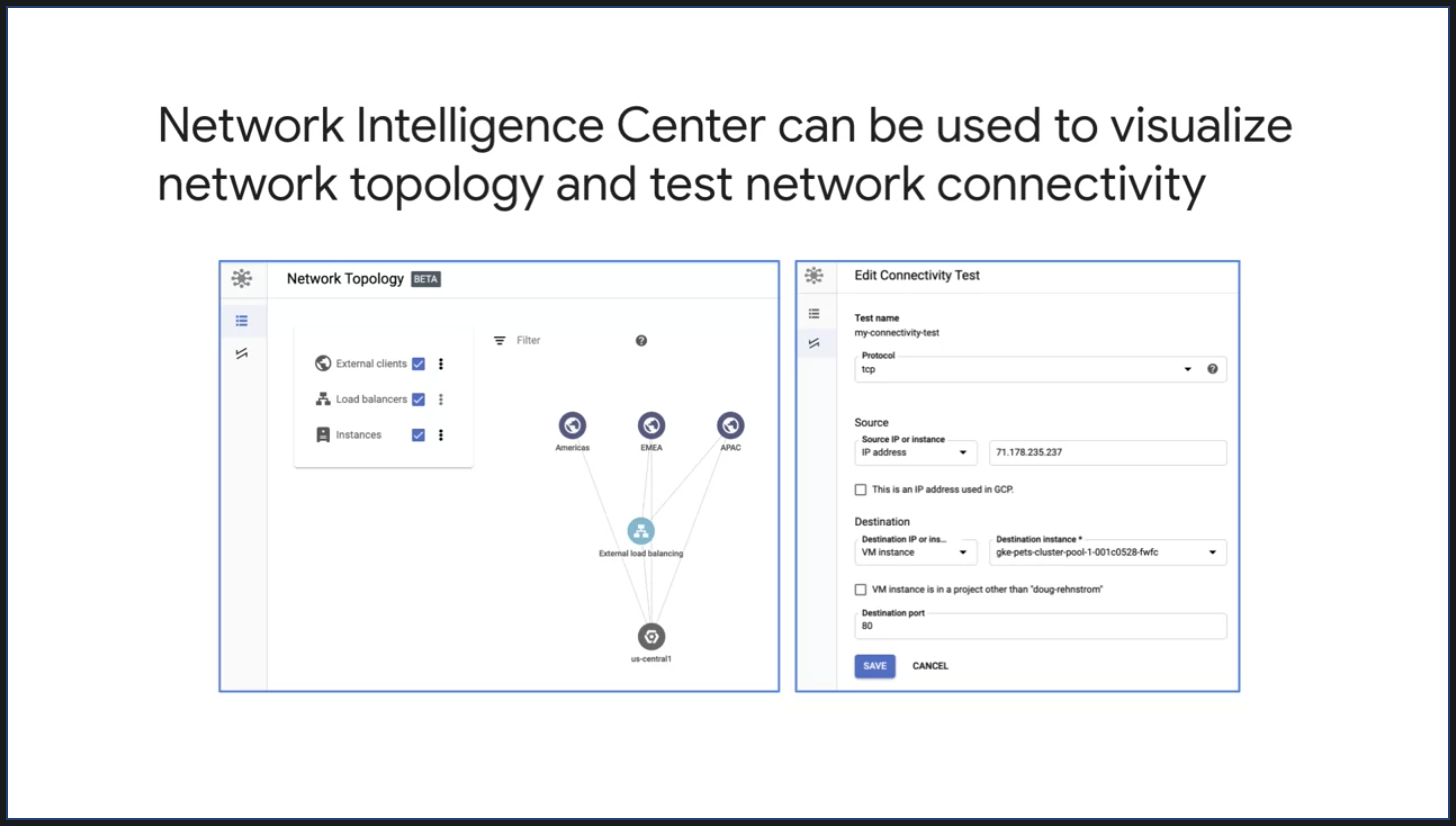 Network Intelligence Center can be used to visualize
network topology and test network connectivity
Network Topology BETA
External clients
Load balancers
Instances
Filter
Americas
EMEA
APAC
External load balancing
us-central1
Edit Connectivity Test
Test name
my-connectivity-test
Protocol
tcp
Source
Source IP or instance
IP address
71.178.235.237
This is an IP address used in GCP.
Destination
Destination IP or ins...
VM instance
Destination instance *
gke-pets-cluster-pool-1-001c0528-fwfc
VM instance is in a project other than "doug-rehnstrom"
Destination port
80
SAVE
CANCEL